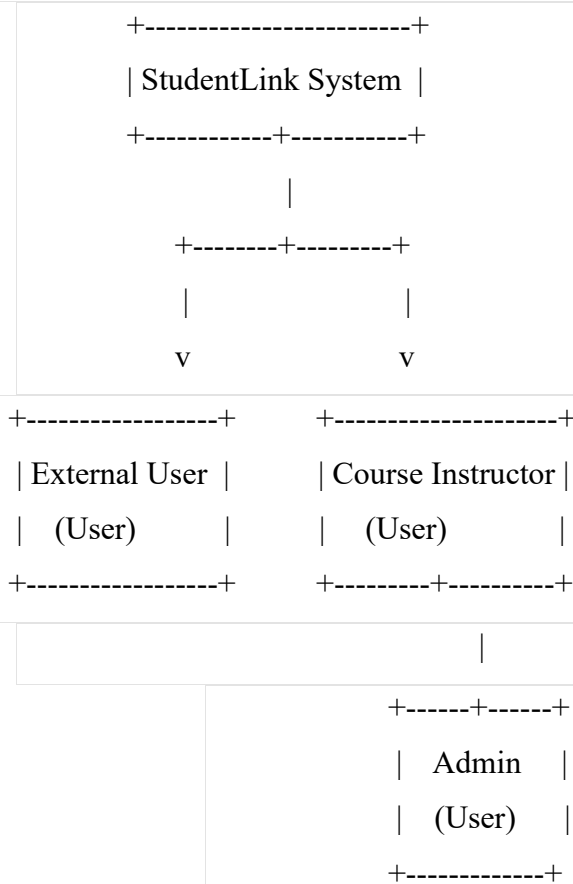 +-------------------------+
| StudentLink System |
+------------+-----------+
|
+--------+---------+
| |
v v
+------------------+ +---------------------+
| External User | | Course Instructor |
| (User) | | (User) |
+------------------+ +---------+----------+
|
+------+------+
| Admin |
| (User) |
+-------------+